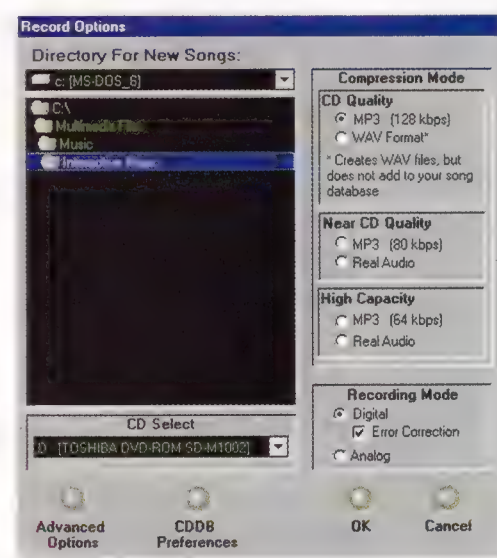 Record Options
Directory For New Songs:
c: [MS-DOS_6]
C:\
Multimedia Files
Music
CD Select
D: [TOSHIBA DVD-ROM SD-M1002]
Compression Mode
CD Quality
MP3 (128 kbps)
WAV Format*
* Creates WAV files, but
does not add to your song
database
Near CD Quality
MP3 (80 kbps)
Real Audio
High Capacity
MP3 (64 kbps)
Real Audio
Recording Mode
Digital
Error Correction
Analog
Advanced
Options
CDDB
Preferences
OK
Cancel